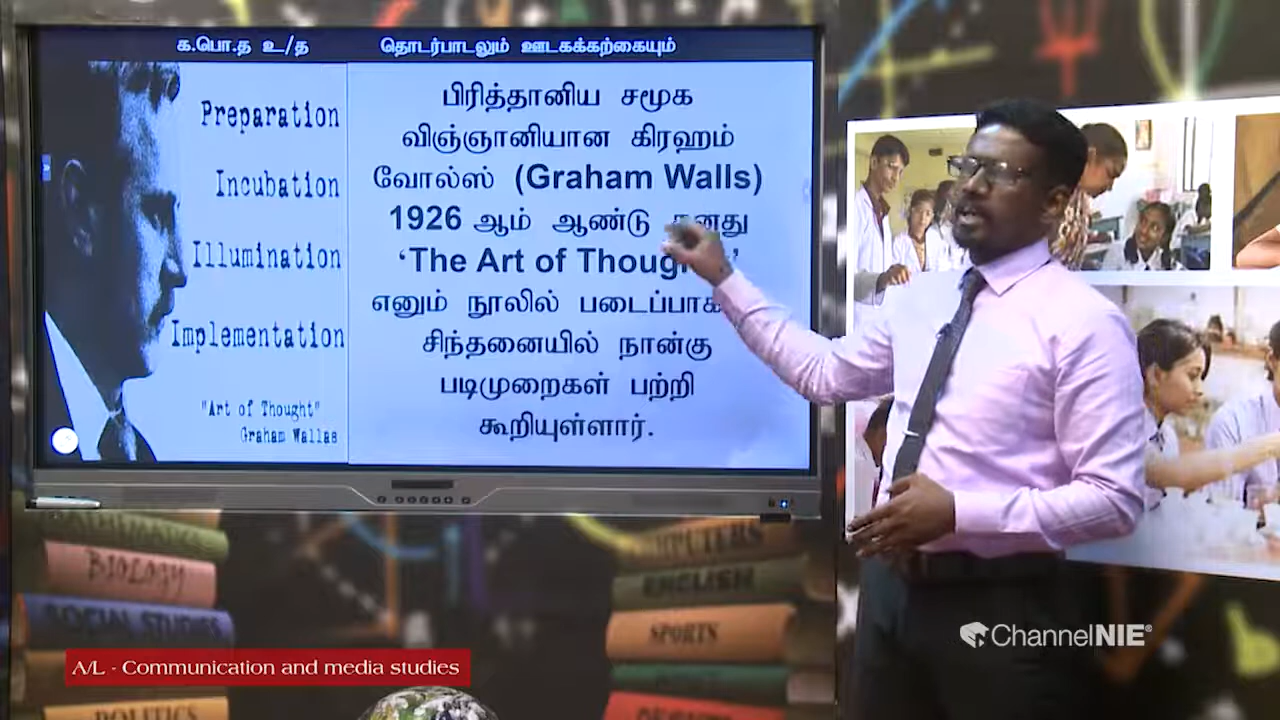 க.பொ.த உ/த
தொடர்பாடலும் ஊடகக்கற்கையும்
Preparation
Incubation
Illumination
Implementation
"Art of Thought"
Graham Wallas
பிரித்தானிய சமூக
விஞ்ஞானியான கிரஹம்
வோல்ஸ் (Graham Walls)
1926 ஆம் ஆண்டு
‘The Art of
எனும் நூலில்
சிந்தனையில் நான்கு
படிமுறைகள் பற்றி
கூறியுள்ளார்.
MATHEMATICS
BIOLOGY
SOCIAL STUDIES
POLITICS
COMPUTERS
ENGLISH
SPORTS
A/L - Communication and media studies
ChannelNIE®